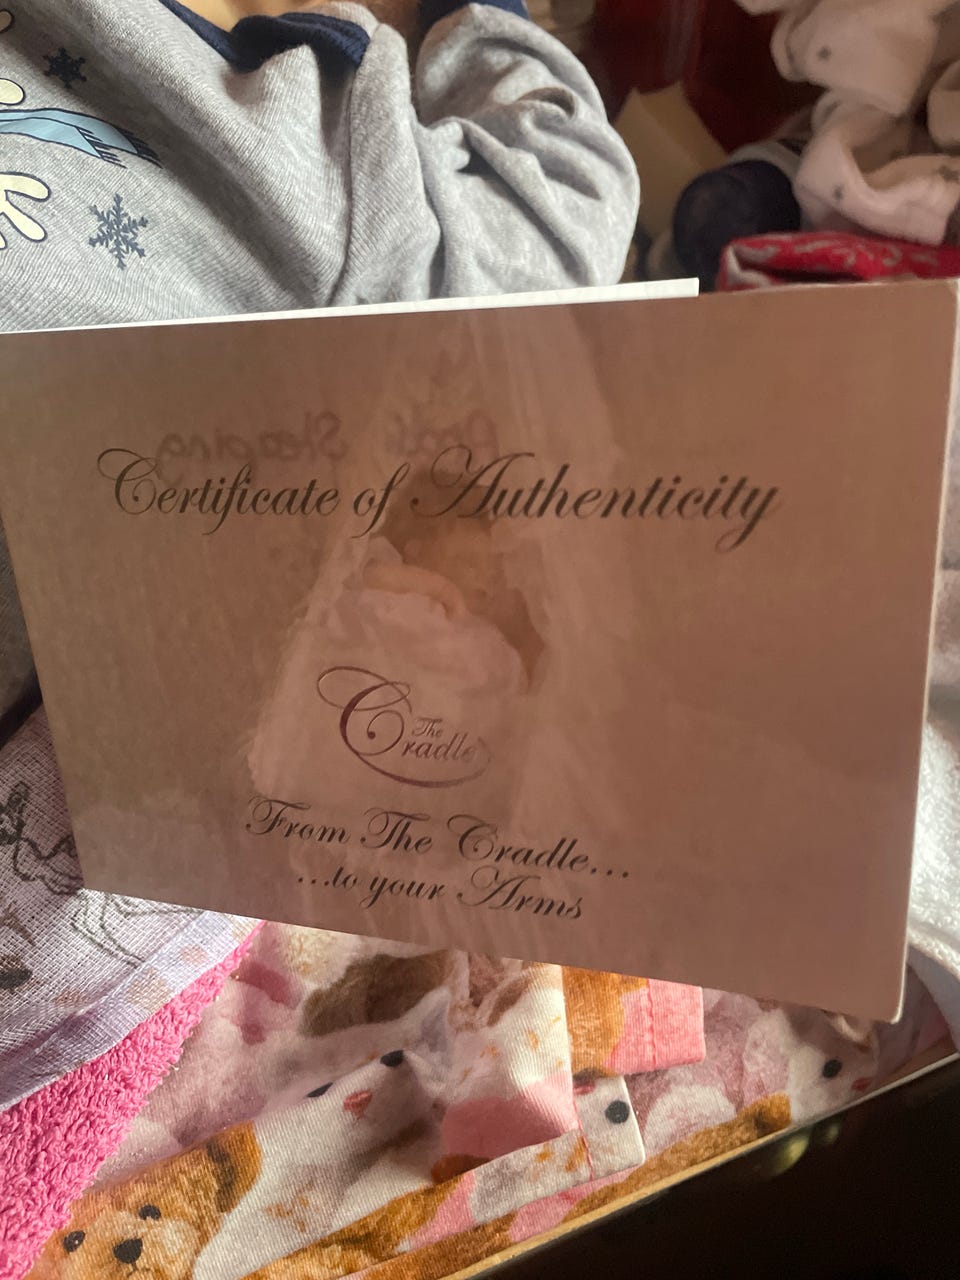 Certificate of Authenticity
The
Cradle
From The Cradle...
...to your Arms